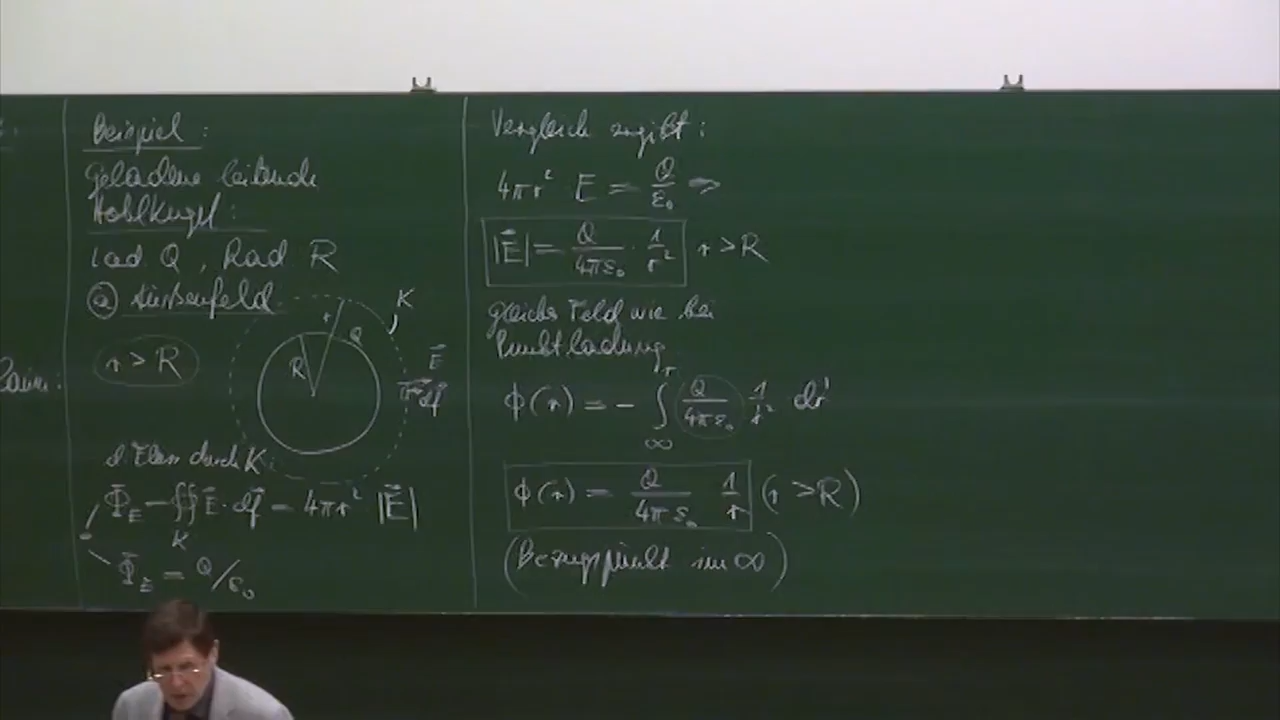 Beispiel:
Geladene leitende
Hohlkugel:
Lad Q, Rad R
ⓐ Außenfeld
r > R
K
r
Q
R
E⃗
df⃗
el. Fluss durch K:
Φ_E = ∯ E⃗ · df⃗ = 4πr² |E⃗|
K
Φ_E = Q/ε₀
Vergleich ergibt:
4πr² E = Q/ε₀ ⇒
|E⃗| = Q/4πε₀ · 1/r² r > R
gleiches Feld wie bei
Punktladung
ϕ(r) = − ∫_∞^r Q/4πε₀ 1/r'² dr'
ϕ(r) = Q/4πε₀ 1/r (r > R)
(Bezugspunkt im ∞)